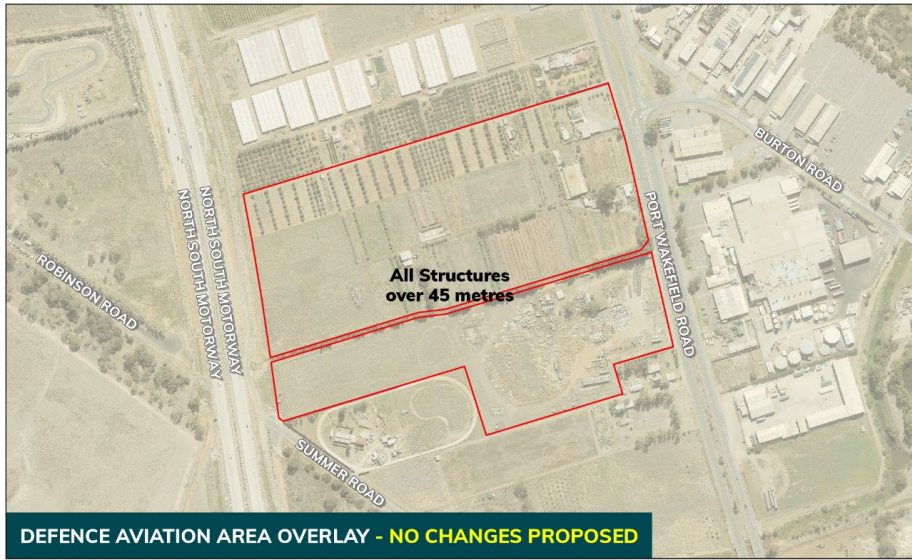 BURTON ROAD
NORTH SOUTH MOTORWAY
NORTH SOUTH MOTORWAY
PORT WAKEFIELD ROAD
ROBINSON ROAD
All Structures
over 45 metres
SUMMER ROAD
DEFENCE AVIATION AREA OVERLAY - NO CHANGES PROPOSED